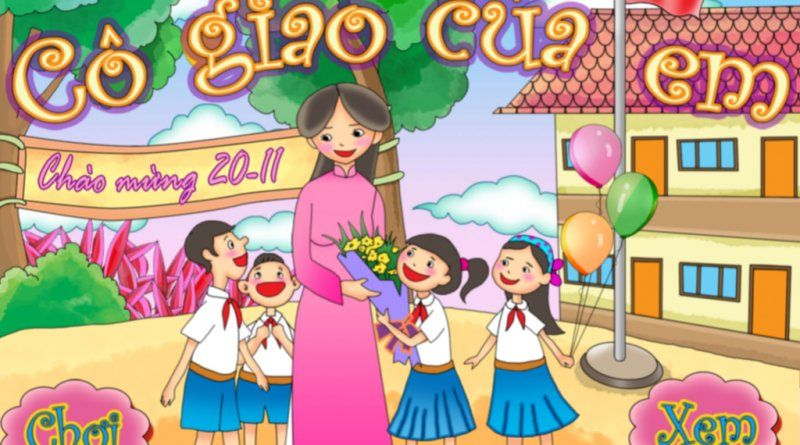 Cô giáo của em
Chào mừng 20-11
Chơi
Xem